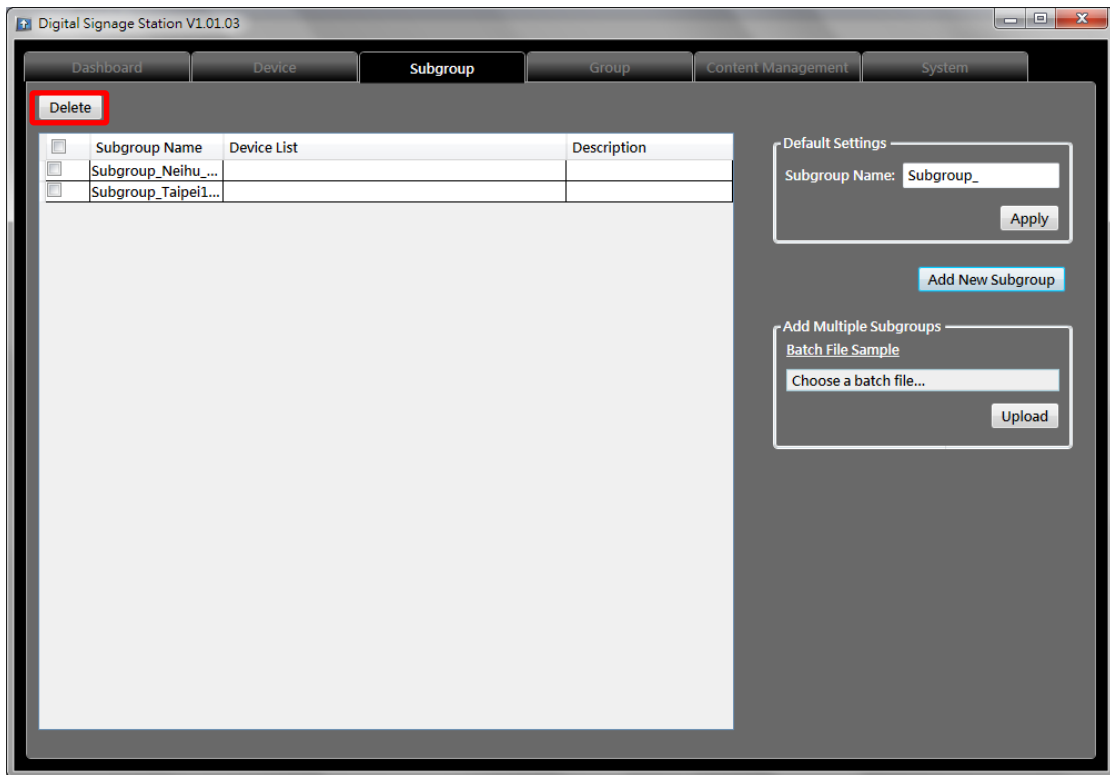 Digital Signage Station V1.01.03
Dashboard Device Subgroup Group Content Management System
Delete
Subgroup Name Device List Description
Subgroup_Neihu_...
Subgroup_Taipei1...
Default Settings
Subgroup Name: Subgroup_
Apply
Add New Subgroup
Add Multiple Subgroups
Batch File Sample
Choose a batch file...
Upload